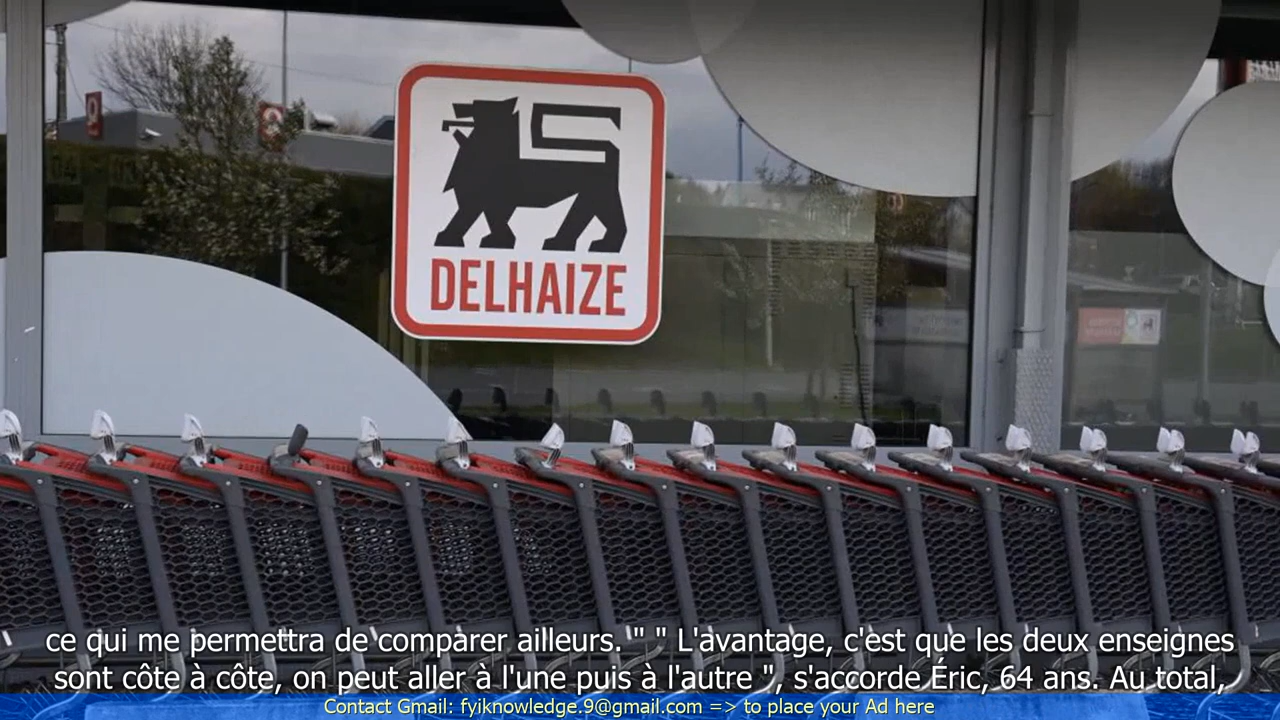 DELHAIZE
ce qui me permettra de comparer ailleurs. " " L'avantage, c'est que les deux enseignes
sont côte à côte, on peut aller à l'une puis à l'autre ", s'accorde Éric, 64 ans. Au total,
Contact Gmail: fyiknowledge.9@gmail.com => to place your Ad here